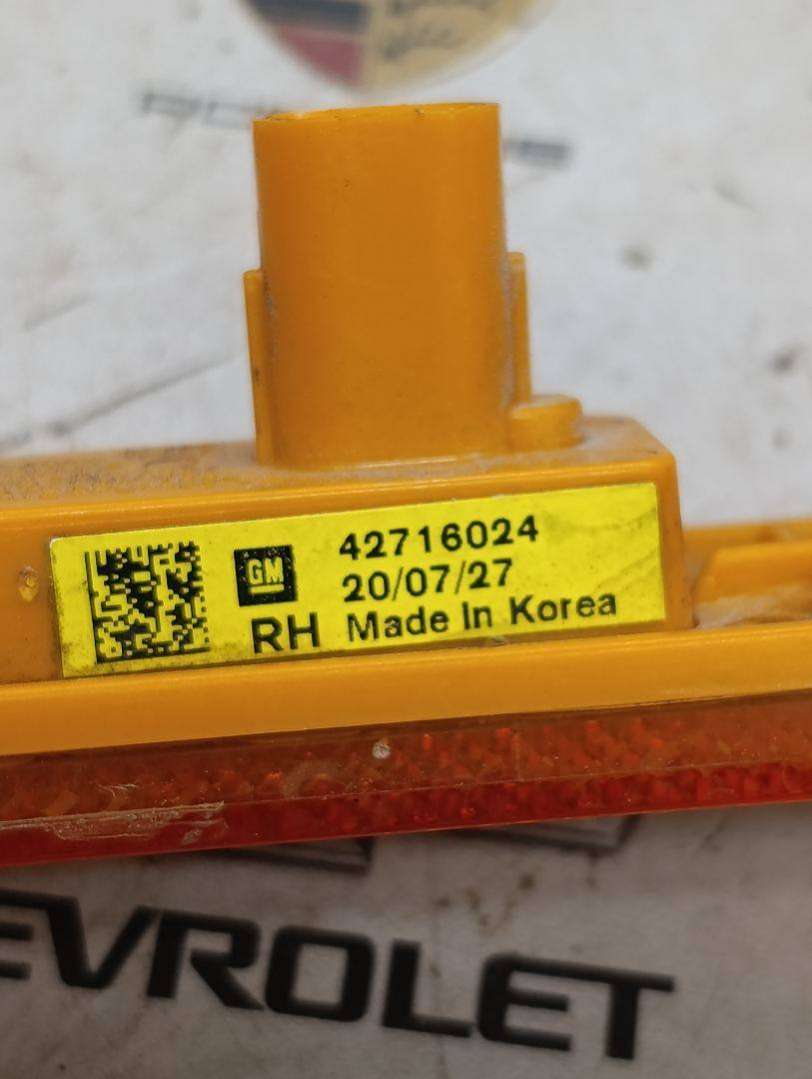 GM
42716024
20/07/27
RH Made In Korea
EVROLET